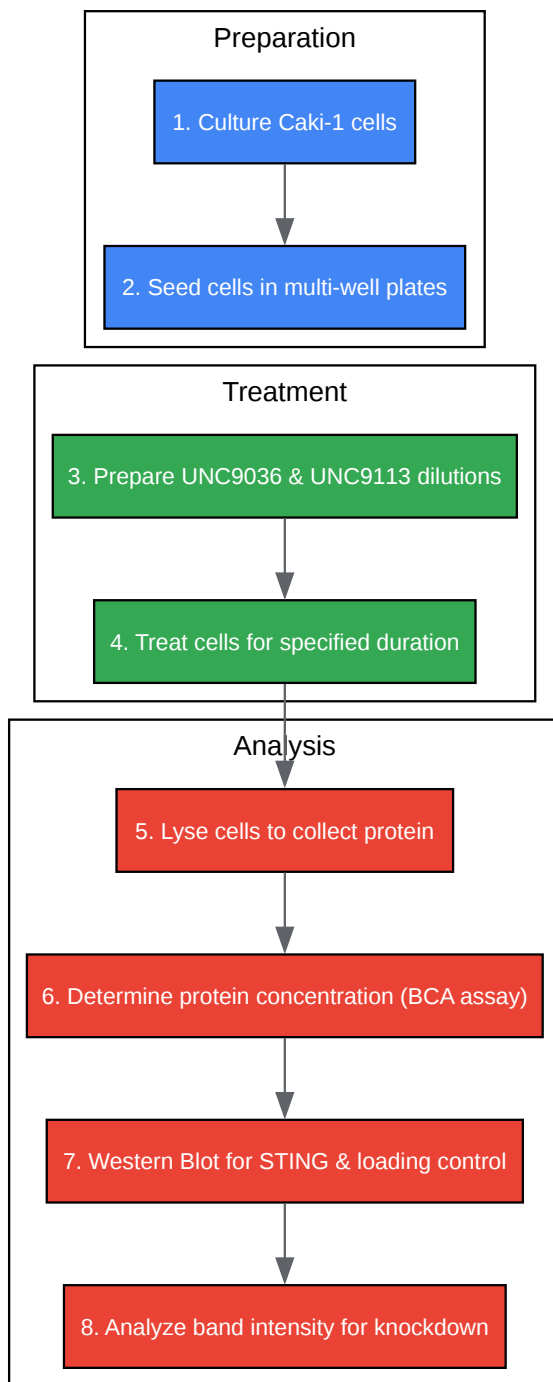 Preparation
1. Culture Caki-1 cells
2. Seed cells in multi-well plates
Treatment
3. Prepare UNC9036 & UNC9113 dilutions
4. Treat cells for specified duration
Analysis
5. Lyse cells to collect protein
6. Determine protein concentration (BCA assay)
7. Western Blot for STING & loading control
8. Analyze band intensity for knockdown